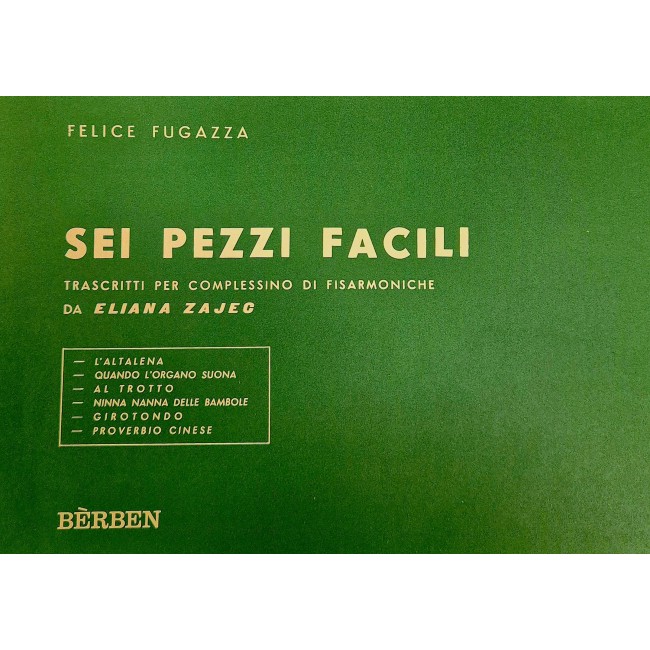 FELICE FUGAZZA
SEI PEZZI FACILI
TRASCRITTI PER COMPLESSINO DI FISARMONICHE
DA ELIANA ZAJEC
— L'ALTALENA
— QUANDO L'ORGANO SUONA
— AL TROTTO
— NINNA NANNA DELLE BAMBOLE
— GIROTONDO
— PROVERBIO CINESE
BÈRBEN